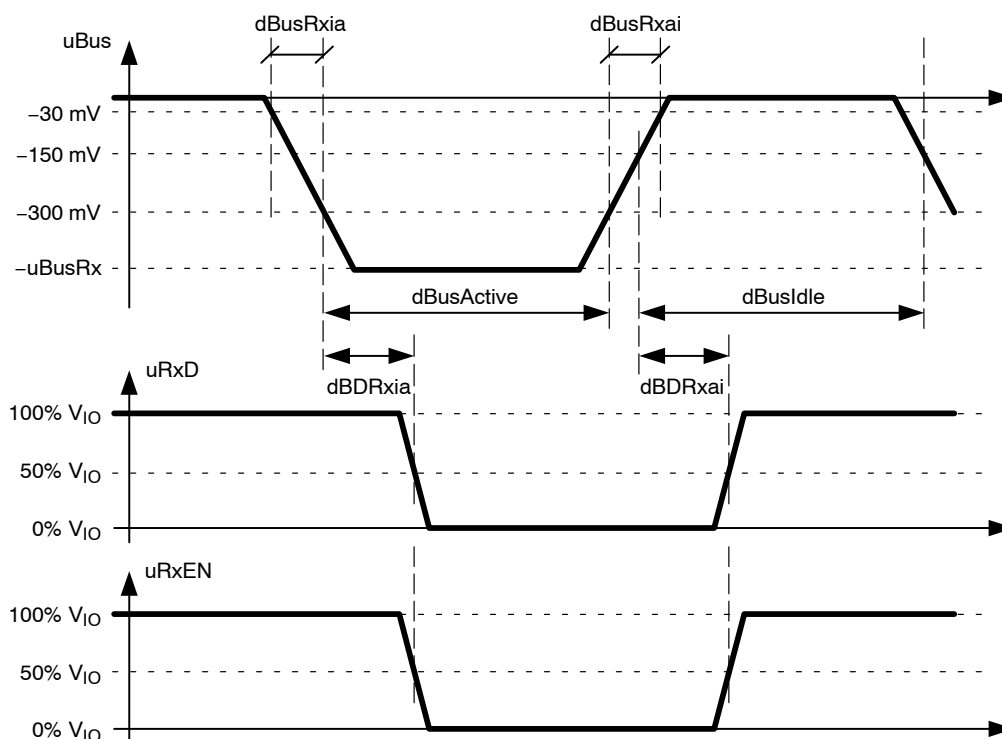 dBusRxia
dBusRxai
uBus
–30 mV
–150 mV
–300 mV
–uBusRx
dBusActive
dBusIdle
dBDRxia
dBDRxai
uRxD
100% VIO
50% VIO
0% VIO
uRxEN
100% VIO
50% VIO
0% VIO